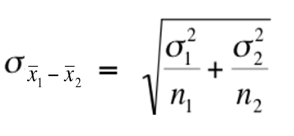 σ_{x̄₁ − x̄₂} = √(σ₁²/n₁ + σ₂²/n₂)